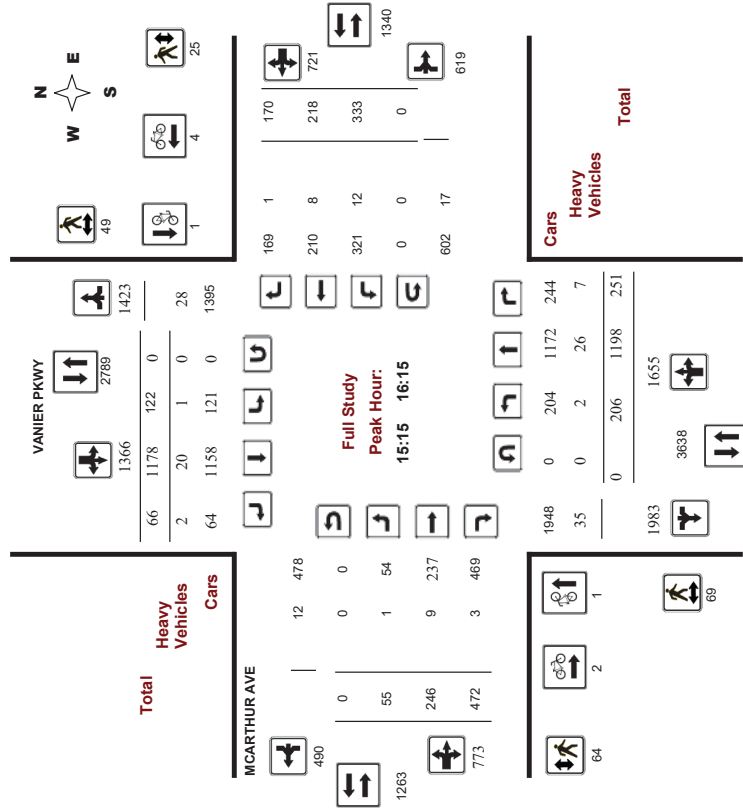 N
W E
S
VANIER PKWY
2789
1366
1423
66 1178 122 0
2 20 1 0 28
64 1158 121 0 1395
49
25
1
4
Total
Heavy
Vehicles
Cars
MCARTHUR AVE
490
12 478
0 0 0
1263
55 1 54
246 9 237
773
472 3 469
Full Study
Peak Hour:
15:15 16:15
169 1 170
721
210 8 218
1340
321 12 333
0 0 0
602 17
619
1948 0 204 1172 244
Cars
35 0 2 26 7
Heavy
Vehicles
0 206 1198 251
Total
1983
1655
3638
64
2
1
69